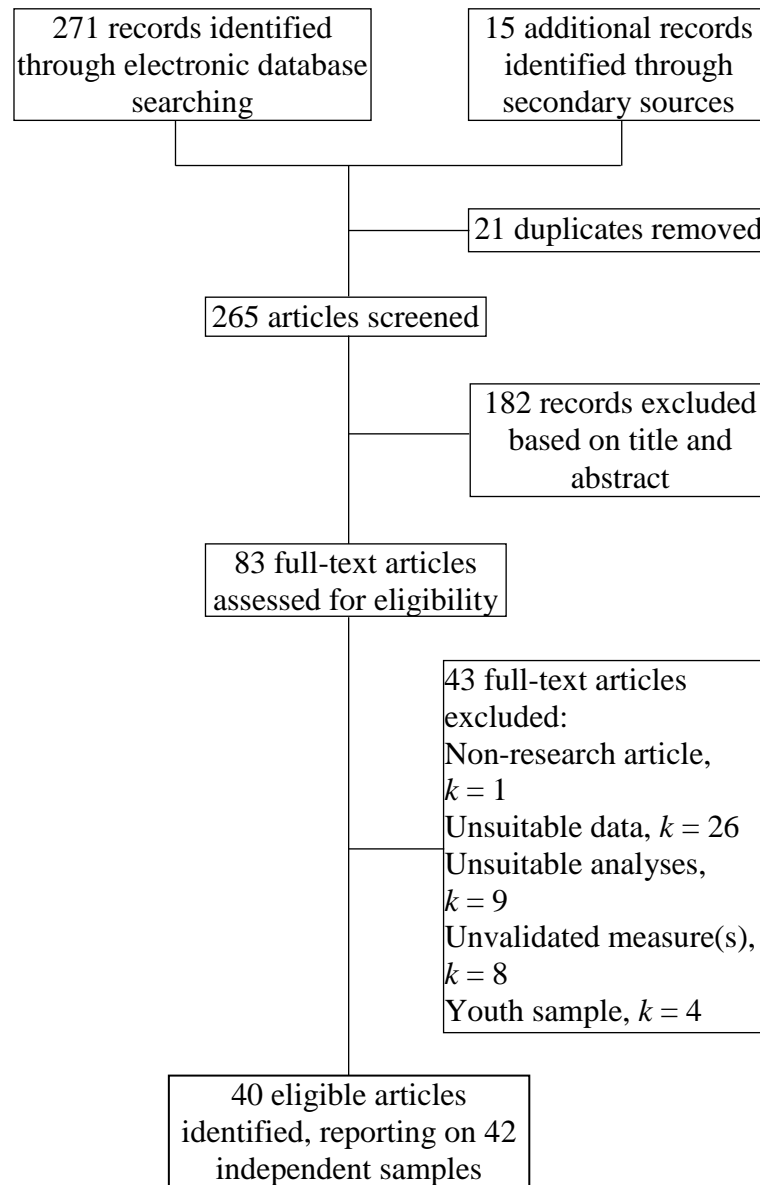 271 records identified
through electronic database
searching
15 additional records
identified through
secondary sources
21 duplicates removed
265 articles screened
182 records excluded
based on title and
abstract
83 full-text articles
assessed for eligibility
43 full-text articles
excluded:
Non-research article,
k = 1
Unsuitable data, k = 26
Unsuitable analyses,
k = 9
Unvalidated measure(s),
k = 8
Youth sample, k = 4
40 eligible articles
identified, reporting on 42
independent samples